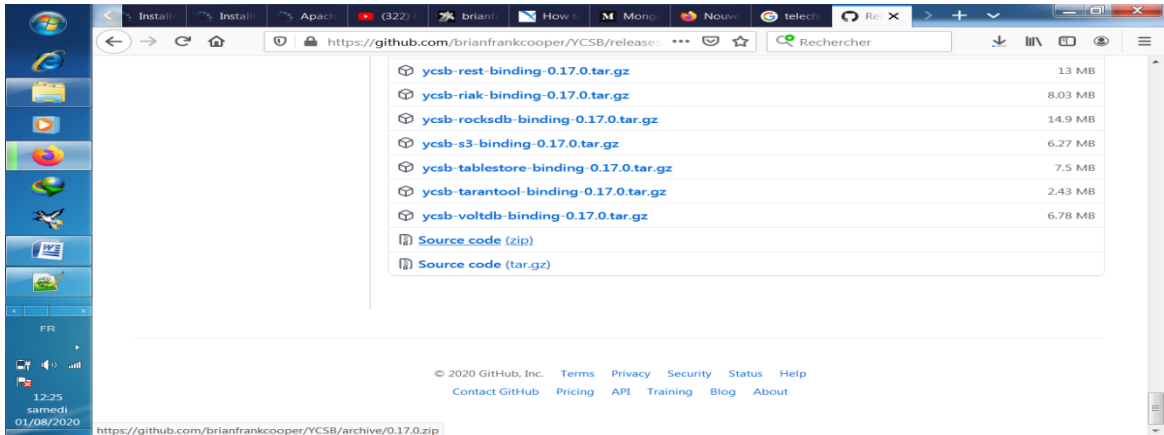 Install
Install
Apach
(322)
brianf
How t
M Mong
Nouve
telech
Re
https://github.com/brianfrankcooper/YCSB/releases
Rechercher
ycsb-rest-binding-0.17.0.tar.gz 13 MB
ycsb-riak-binding-0.17.0.tar.gz 8.03 MB
ycsb-rocksdb-binding-0.17.0.tar.gz 14.9 MB
ycsb-s3-binding-0.17.0.tar.gz 6.27 MB
ycsb-tablestore-binding-0.17.0.tar.gz 7.5 MB
ycsb-tarantool-binding-0.17.0.tar.gz 2.43 MB
ycsb-voltdb-binding-0.17.0.tar.gz 6.78 MB
Source code (zip)
Source code (tar.gz)
© 2020 GitHub, Inc. Terms Privacy Security Status Help
Contact GitHub Pricing API Training Blog About
FR
12:25
samedi
01/08/2020
https://github.com/brianfrankcooper/YCSB/archive/0.17.0.zip